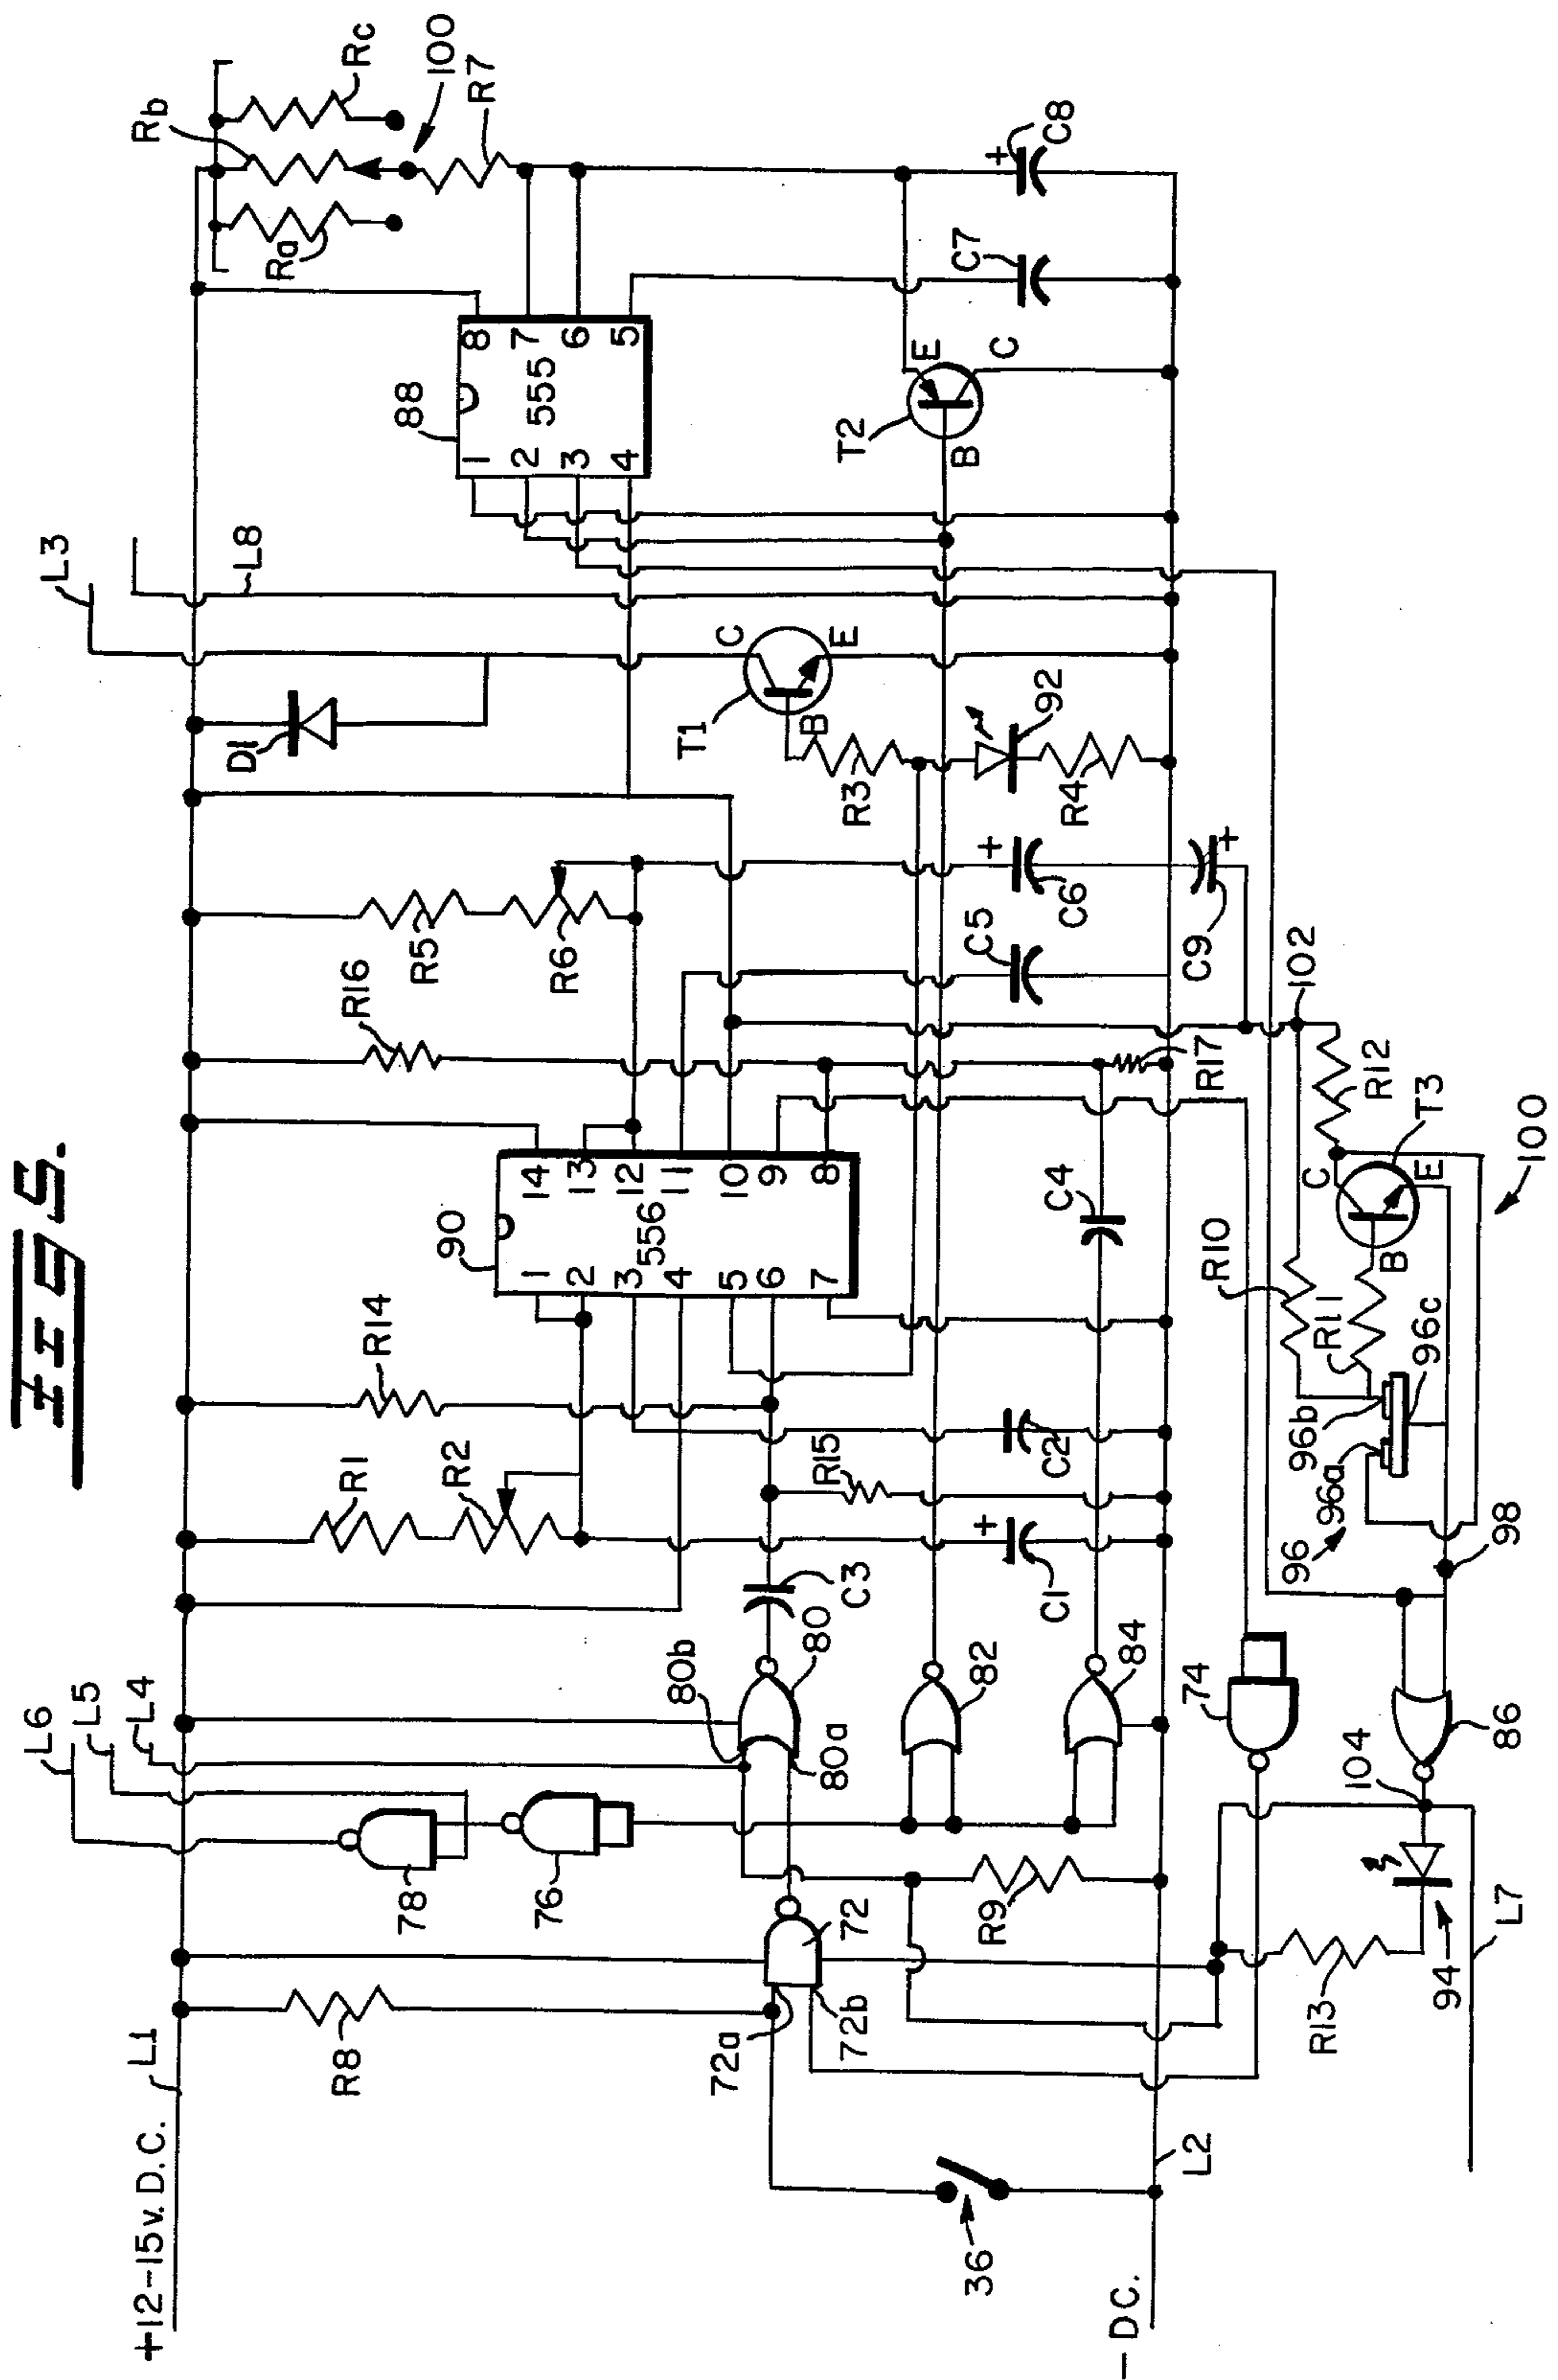 FIG 5.
+12-15v. D.C.
L1
R8
L6
L5
L4
R1
R2
R14
R16
R5
R6
D1
L3
L8
Rb
Rc
Ra
100
R7
78
76
72a
72b
72
80b
80a
80
C3
R15
90
556
1
2
3
4
5
6
7
14
13
12
11
10
9
8
88
555
1
2
3
4
8
7
6
5
T1
C
B
E
R3
92
R4
T2
E
B
C
C7
C8
+
36
R9
82
84
C1
+
C2
C4
R17
C5
C6
+
C9
+
- D.C.
L2
74
R13
94
L7
104
86
98
96
96a
96b
96c
R10
R11
B
C
E
T3
R12
102
100